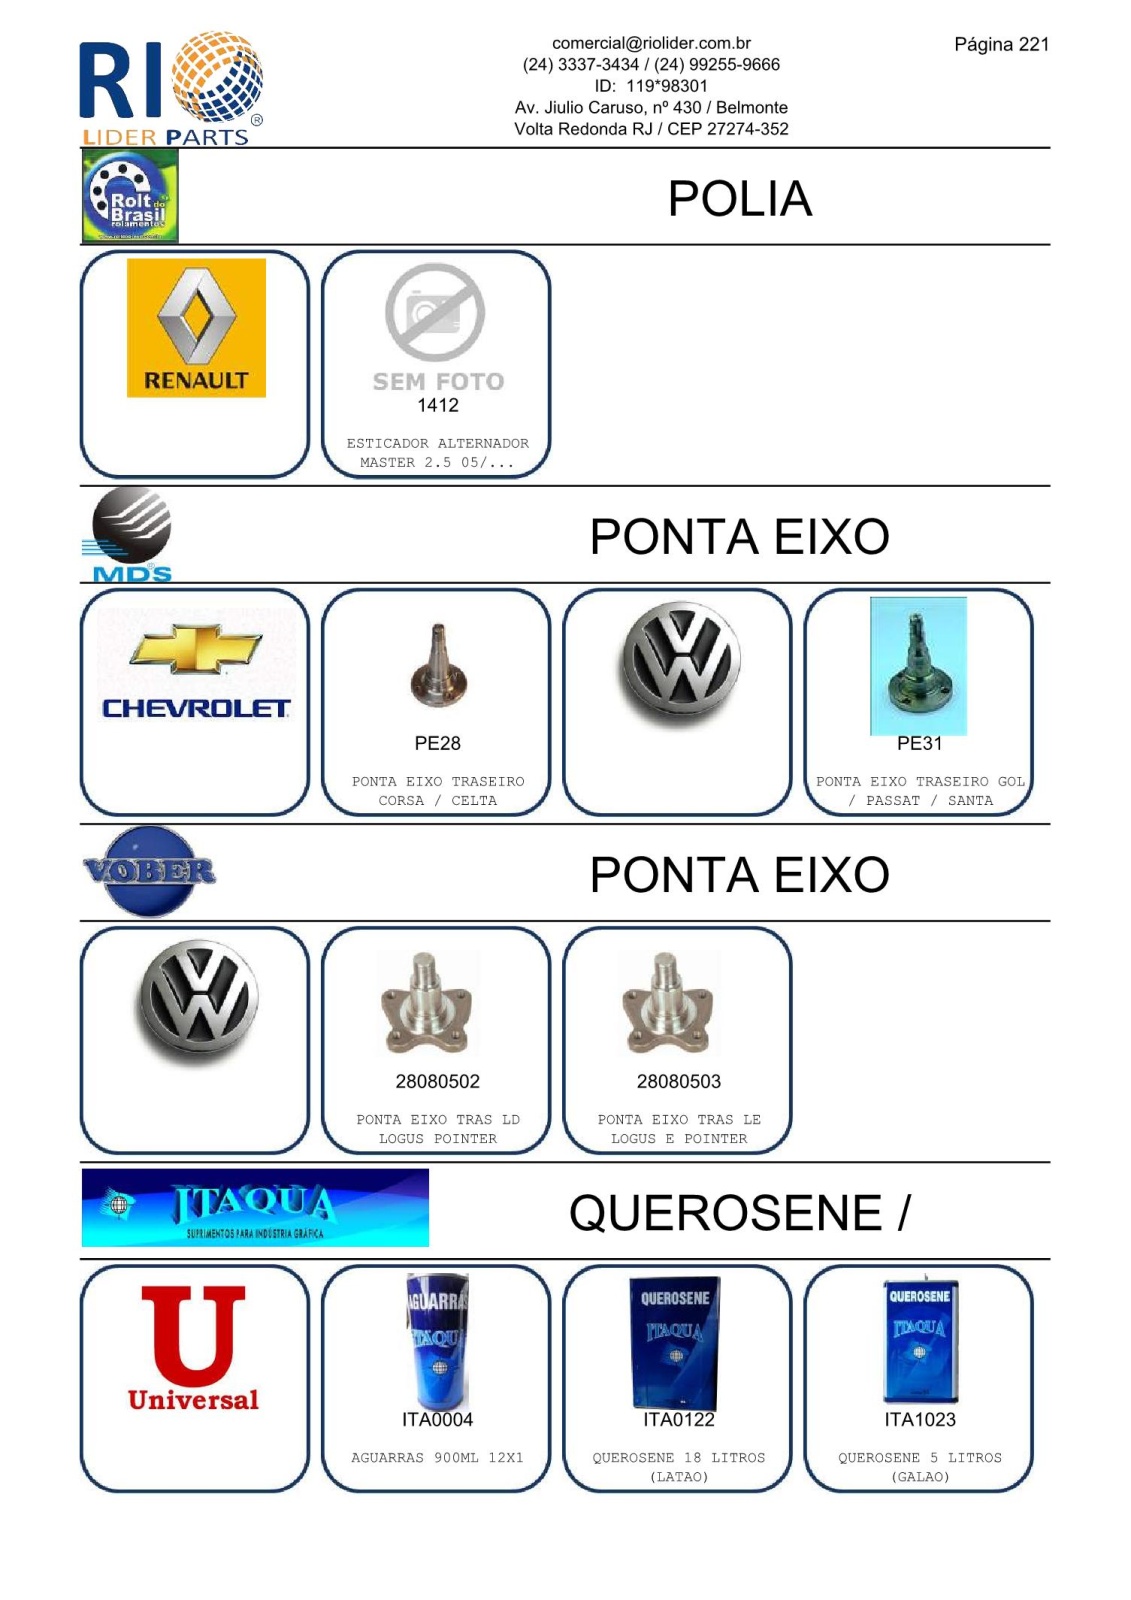 RIO
LIDER PARTS
®
comercial@riolider.com.br
(24) 3337-3434 / (24) 99255-9666
ID: 119*98301
Av. Jiulio Caruso, nº 430 / Belmonte
Volta Redonda RJ / CEP 27274-352
Página 221
Rolt do
Brasil
rolamentos
POLIA
RENAULT
SEM FOTO
1412
ESTICADOR ALTERNADOR
MASTER 2.5 05/...
MDS
®
PONTA EIXO
CHEVROLET
PE28
PONTA EIXO TRASEIRO
CORSA / CELTA
VW
PE31
PONTA EIXO TRASEIRO GOL
/ PASSAT / SANTA
VOBER
PONTA EIXO
VW
28080502
PONTA EIXO TRAS LD
LOGUS POINTER
28080503
PONTA EIXO TRAS LE
LOGUS E POINTER
ITAQUA
SUPRIMENTOS PARA INDÚSTRIA GRÁFICA
QUEROSENE /
U
Universal
AGUARRÁS
ITAQU
ITA0004
AGUARRAS 900ML 12X1
QUEROSENE
ITAQUA
ITA0122
QUEROSENE 18 LITROS
(LATAO)
QUEROSENE
ITAQUA
ITA1023
QUEROSENE 5 LITROS
(GALAO)